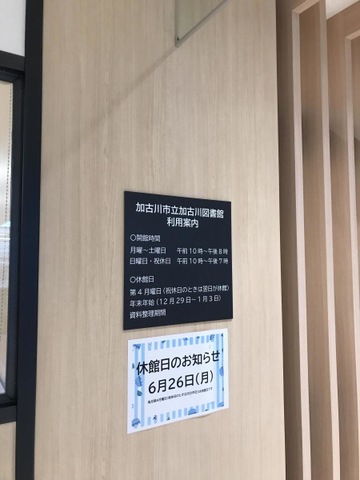 加古川市立加古川図書館
利用案内
○開館時間
月曜～土曜日　午前10時～午後8時
日曜日・祝休日　午前10時～午後7時
○休館日
第4月曜日(祝休日のときは翌日が休館)
年末年始(12月29日～1月3日)
資料整理期間
休館日のお知らせ
6月26日(月)